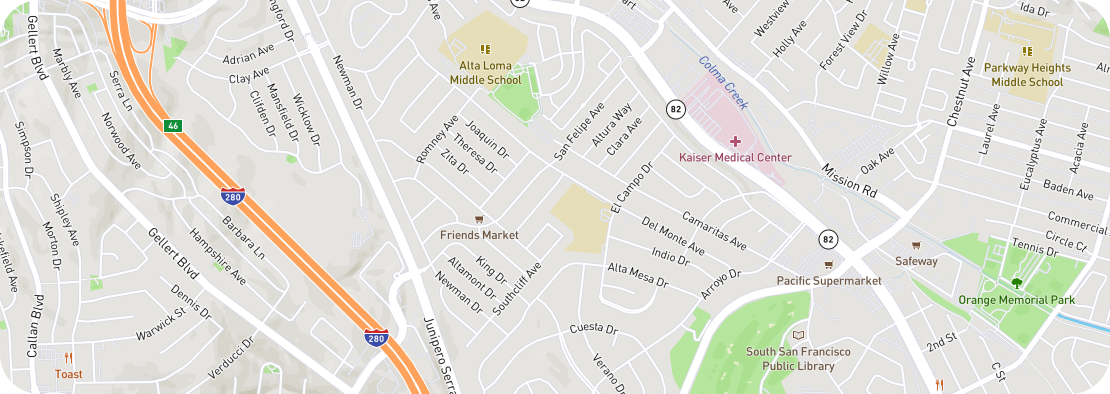 Gellert Blvd
Marbly Ave
Serra Ln
Norwood Ave
Simpson Dr
Shipley Ave
Morton Dr
Callan Blvd
Toast
Warwick St
Dennis Dr
Verducci Dr
Gellert Blvd
Hampshire Ave
Barbara Ln
280
46
Adrian Ave
Clay Ave
Clifden Dr
Mansfield Dr
Wicklow Dr
Newman Dr
280
Junipero Serra
Alta Loma
Middle School
Romney Ave
Joaquin Dr
Theresa Dr
Zita Dr
Friends Market
King Dr
Altamont Dr
Newman Dr
Southcliff Ave
San Felipe Ave
Altura Way
Clara Ave
El Campo Dr
Camaritas Ave
Del Monte Ave
Indio Dr
Alta Mesa Dr
Arroyo Dr
Cuesta Dr
Verano Dr
82
Colma Creek
Kaiser Medical Center
Mission Rd
82
Pacific Supermarket
Safeway
South San Francisco
Public Library
Holly Ave
Forest View Dr
Willow Ave
Oak Ave
Chestnut Ave
Ida Dr
Parkway Heights
Middle School
Laurel Ave
Eucalyptus Ave
Acacia Ave
Baden Ave
Commercial
Circle
Tennis Dr
Orange Memorial Park
2nd St
C St